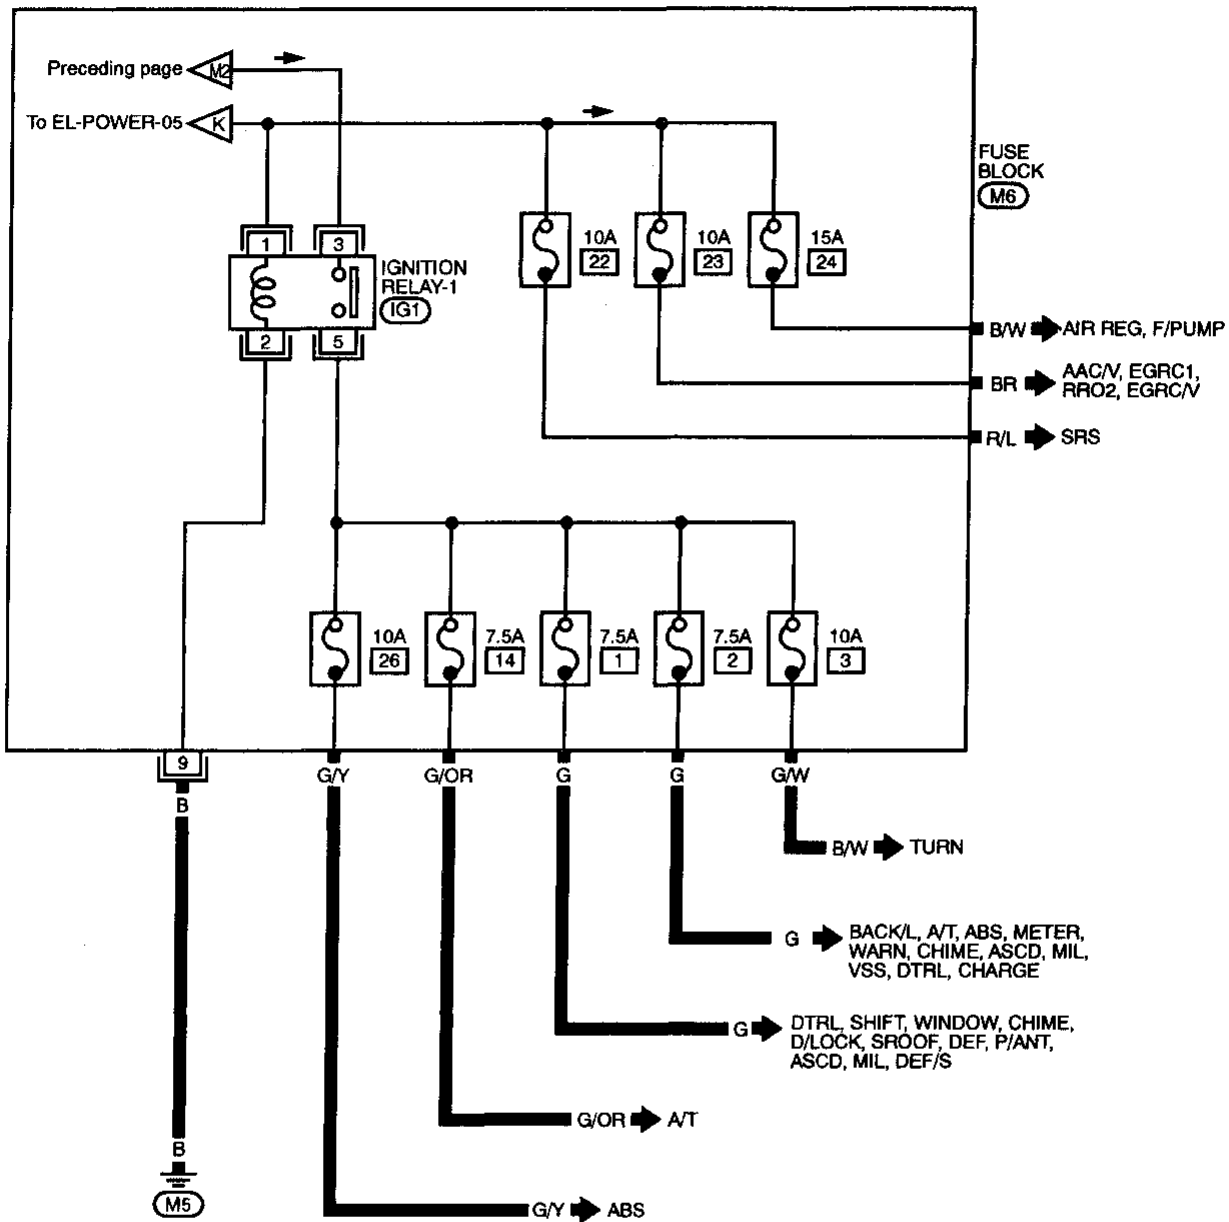 Preceding page
M2
To EL-POWER-05
K
FUSE
BLOCK
M6
1
3
10A
22
10A
23
15A
24
IGNITION
RELAY-1
IG1
2
5
B/W
AIR REG, F/PUMP
BR
AAC/V, EGRC1,
RRO2, EGRC/V
R/L
SRS
10A
26
7.5A
14
7.5A
1
7.5A
2
10A
3
9
G/Y
G/OR
G
G
G/W
B
B/W
TURN
G
BACK/L, A/T, ABS, METER,
WARN, CHIME, ASCD, MIL,
VSS, DTRL, CHARGE
G
DTRL, SHIFT, WINDOW, CHIME,
D/LOCK, SROOF, DEF, P/ANT,
ASCD, MIL, DEF/S
G/OR
A/T
B
M5
G/Y
ABS